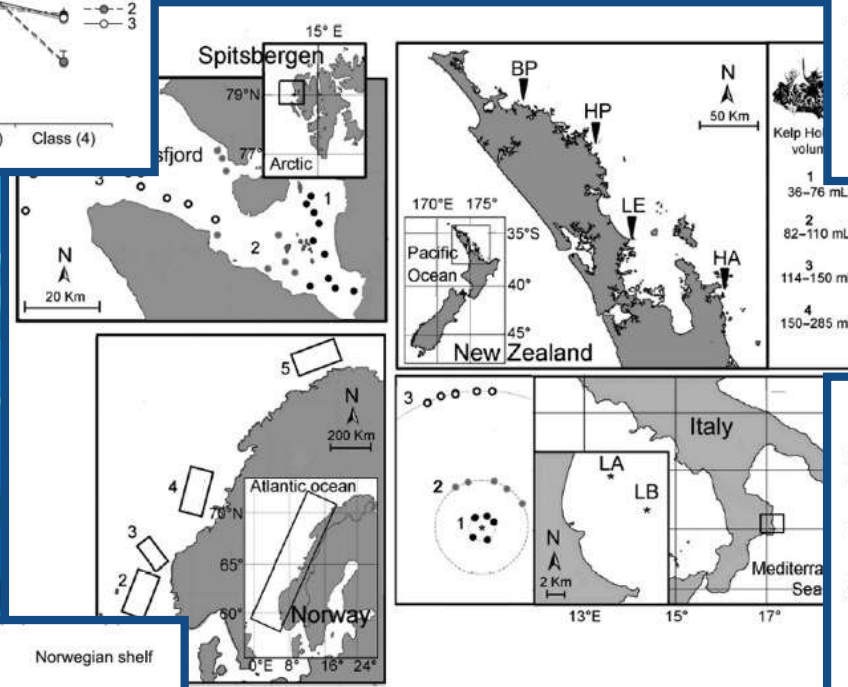 2
3
Class (4)
Spitsbergen
15° E
79°N
77°
Arctic
sfjord
3
1
2
N
20 Km
BP
HP
LE
HA
N
50 Km
170°E 175°
35°S
Pacific
Ocean
40°
45°
New Zealand
Kelp Ho
volum
1
36–76 mL
2
82–110 mL
3
114–150 m
4
150–285 m
5
N
200 Km
4
3
2
Atlantic ocean
70°N
65°
60°
Norway
0°E 8° 16° 24°
Norwegian shelf
3
2
1
*
Italy
LA
*
LB
*
N
2 Km
Mediterra
Sea
13°E 15° 17°